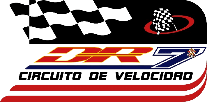 DR7
CIRCUITO DE VELOCIDAD